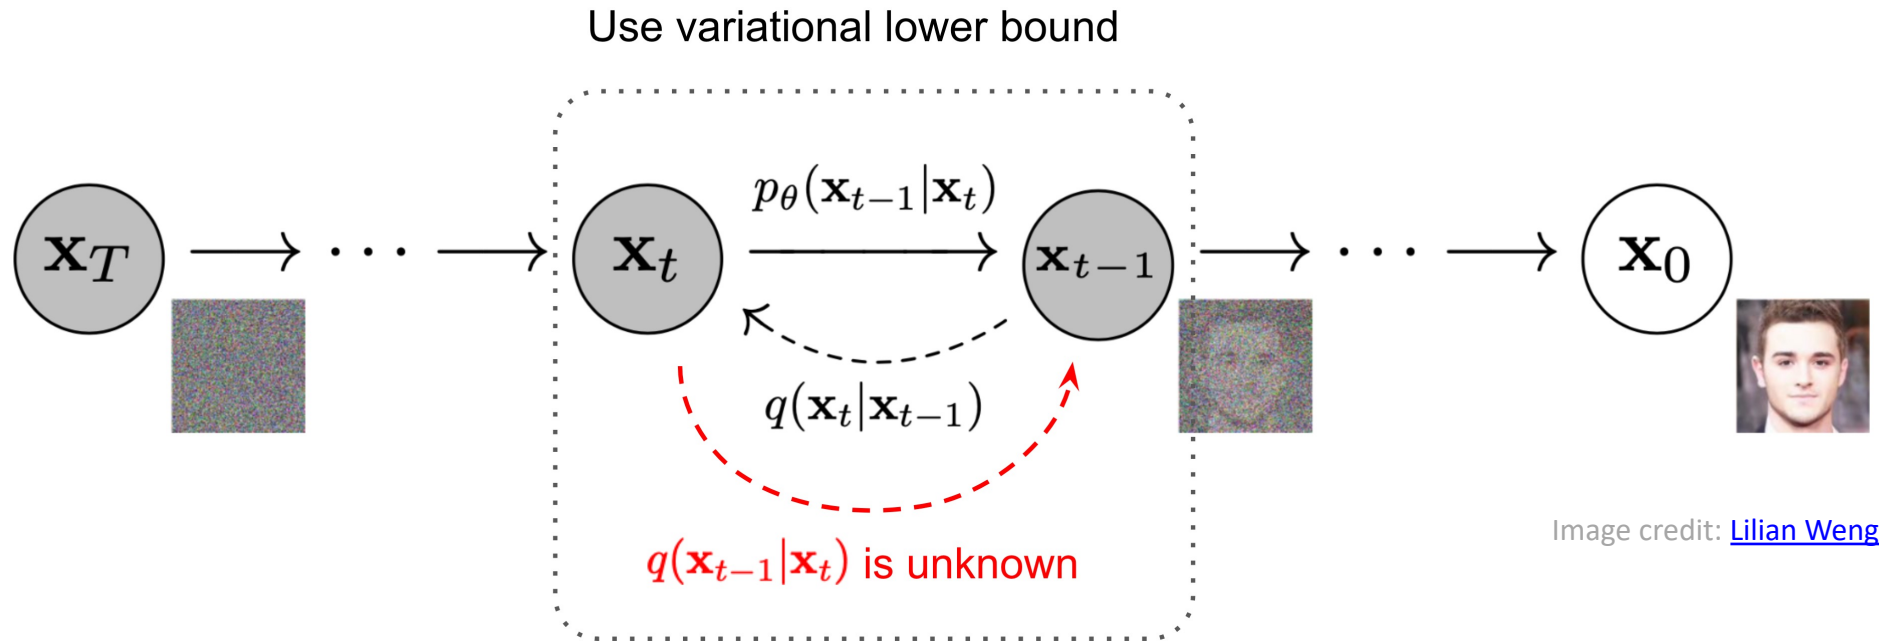 Use variational lower bound
p_θ(x_{t−1}|x_t)
x_T → ··· → x_t → x_{t−1} → ··· → x_0
q(x_t|x_{t−1})
q(x_{t−1}|x_t) is unknown
Image credit: Lilian Weng